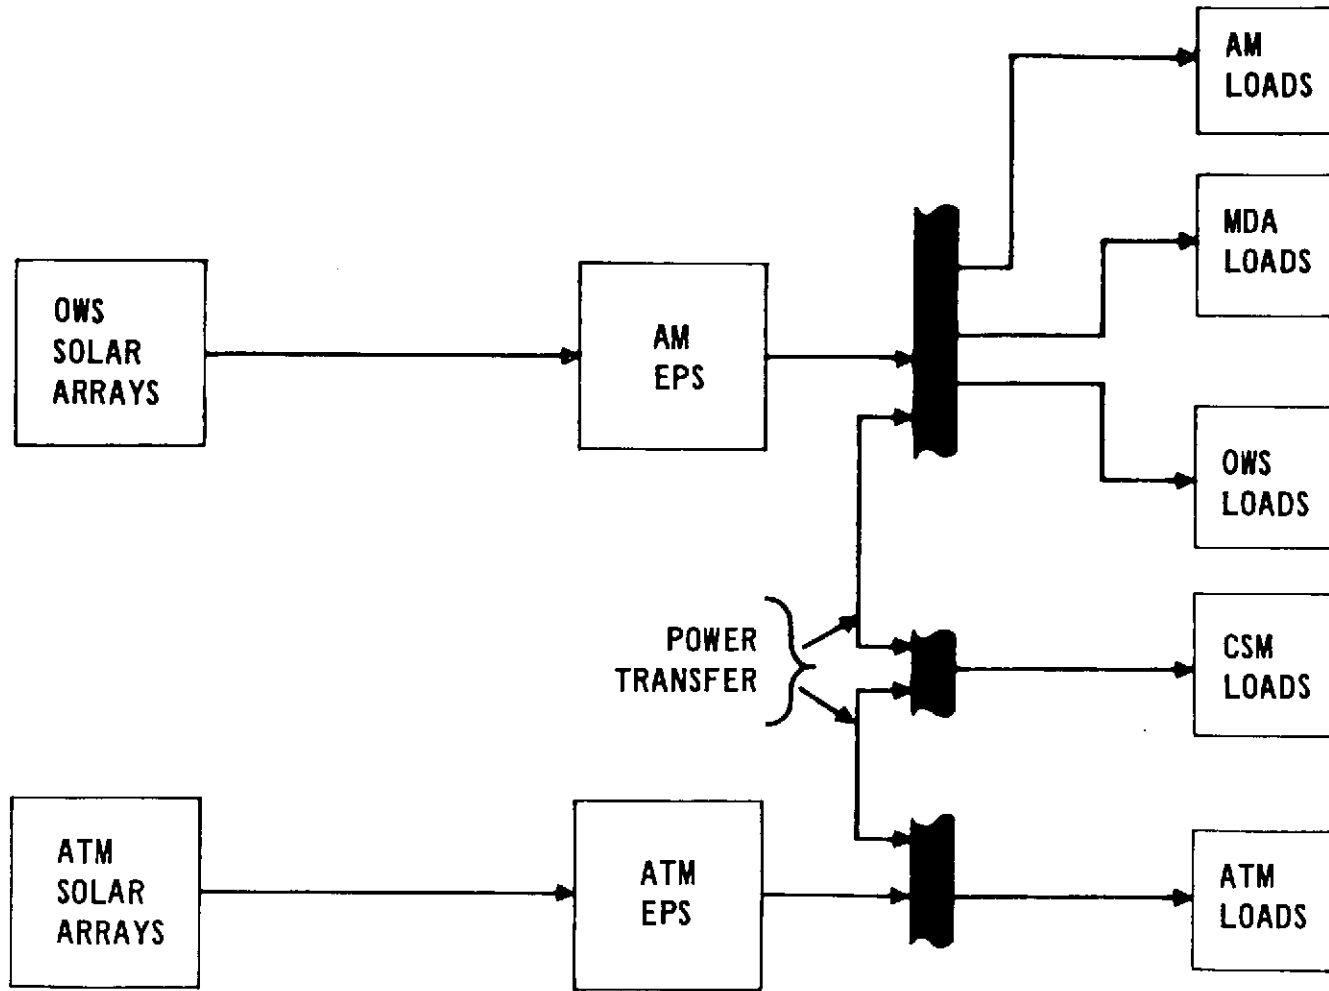 AM
LOADS
MDA
LOADS
OWS
SOLAR
ARRAYS
AM
EPS
OWS
LOADS
POWER
TRANSFER
CSM
LOADS
ATM
SOLAR
ARRAYS
ATM
EPS
ATM
LOADS